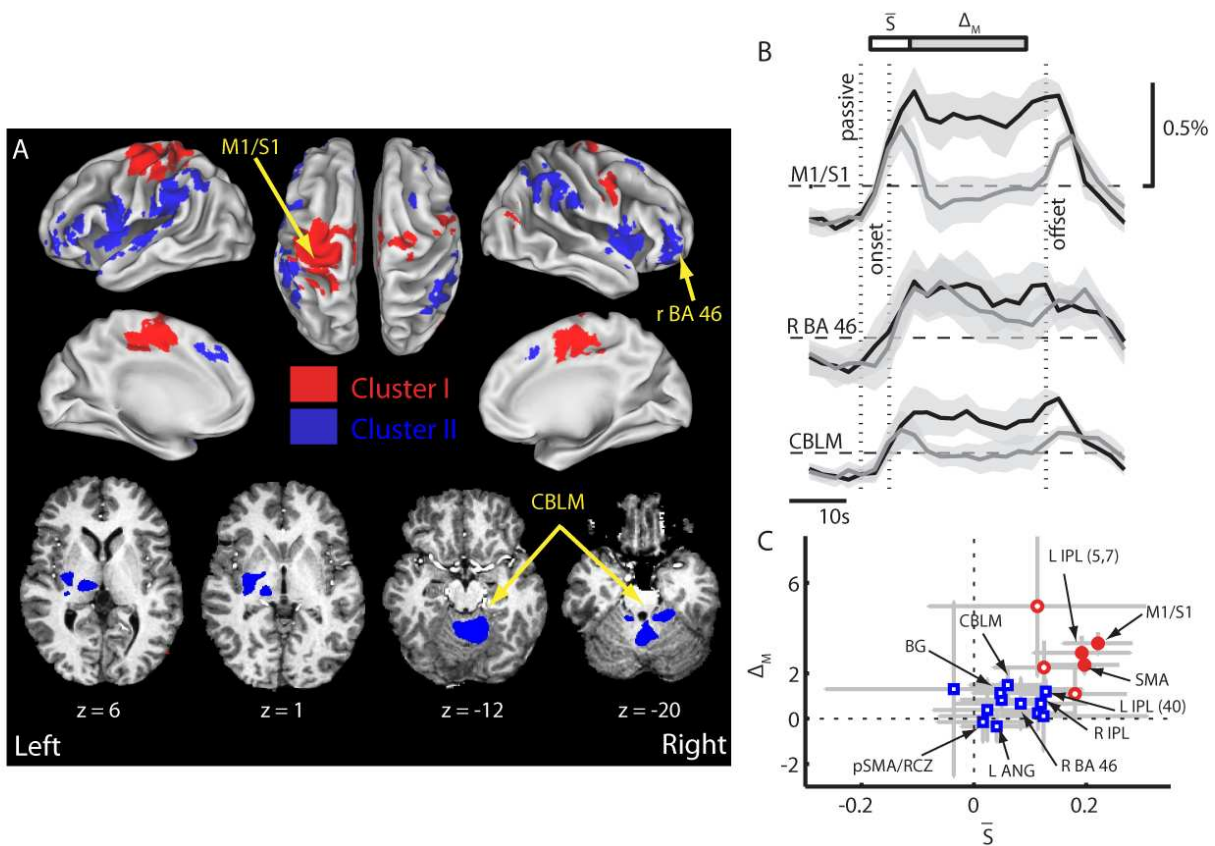 A
M1/S1
r BA 46
Cluster I
Cluster II
CBLM
z = 6
z = 1
z = -12
z = -20
Left
Right
B
S̅
Δ_M
passive
M1/S1
0.5%
onset
offset
R BA 46
CBLM
10s
C
L IPL (5,7)
M1/S1
CBLM
BG
SMA
L IPL (40)
R IPL
R BA 46
L ANG
pSMA/RCZ
Δ_M
6
4
2
0
-2
-0.2
0
0.2
S̅